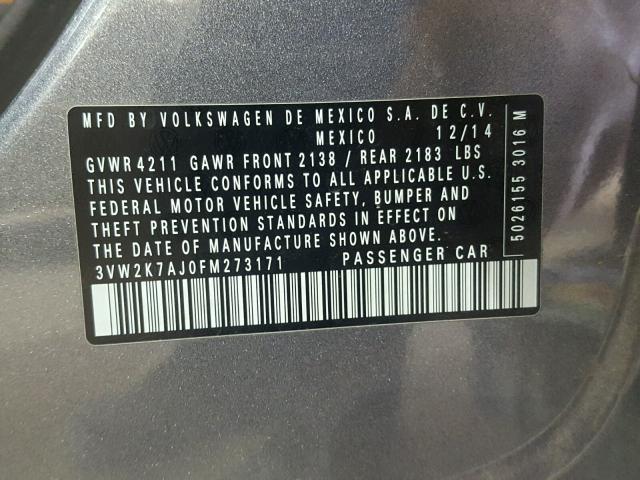 MFD BY VOLKSWAGEN DE MEXICO S.A. DE C.V.
MEXICO 12/14
GVWR 4211 GAWR FRONT 2138 / REAR 2183 LBS
THIS VEHICLE CONFORMS TO ALL APPLICABLE U.S.
FEDERAL MOTOR VEHICLE SAFETY, BUMPER AND
THEFT PREVENTION STANDARDS IN EFFECT ON
THE DATE OF MANUFACTURE SHOWN ABOVE.
3VW2K7AJ0FM273171 PASSENGER CAR
5026155 3016 M